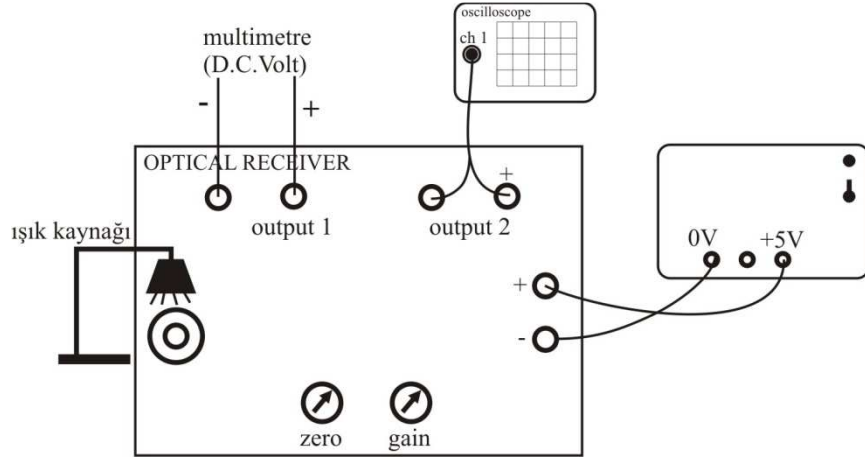 oscilloscope
ch 1
multimetre
(D.C.Volt)
- +
OPTICAL RECEIVER
+
output 1 output 2
ışık kaynağı
0V +5V
+
-
zero gain